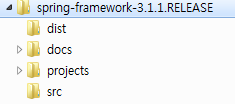 spring-framework-3.1.1.RELEASE
dist
docs
projects
src